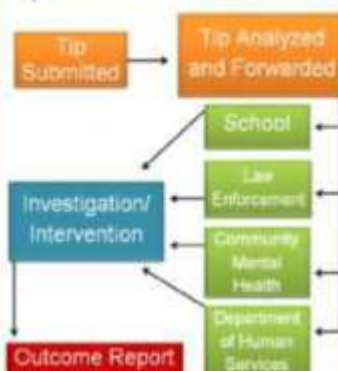 Tip
Submitted
Tip Analyzed
and Forwarded
School
Law
Enforcement
Investigation/
Intervention
Community
Mental
Health
Department
of Human
Services
Outcome Report